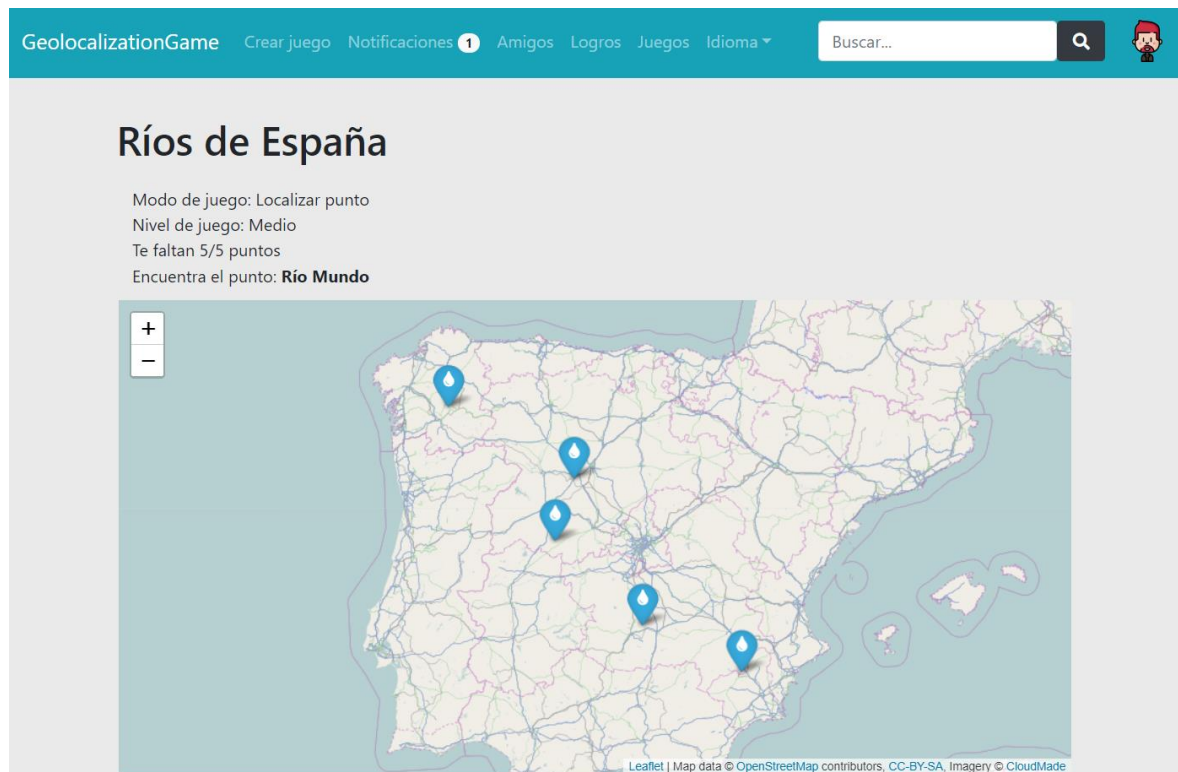 GeolocalizationGame Crear juego Notificaciones 1 Amigos Logros Juegos Idioma Buscar...
Ríos de España
Modo de juego: Localizar punto
Nivel de juego: Medio
Te faltan 5/5 puntos
Encuentra el punto: Río Mundo
+
−
Leaflet | Map data © OpenStreetMap contributors, CC-BY-SA, Imagery © CloudMade